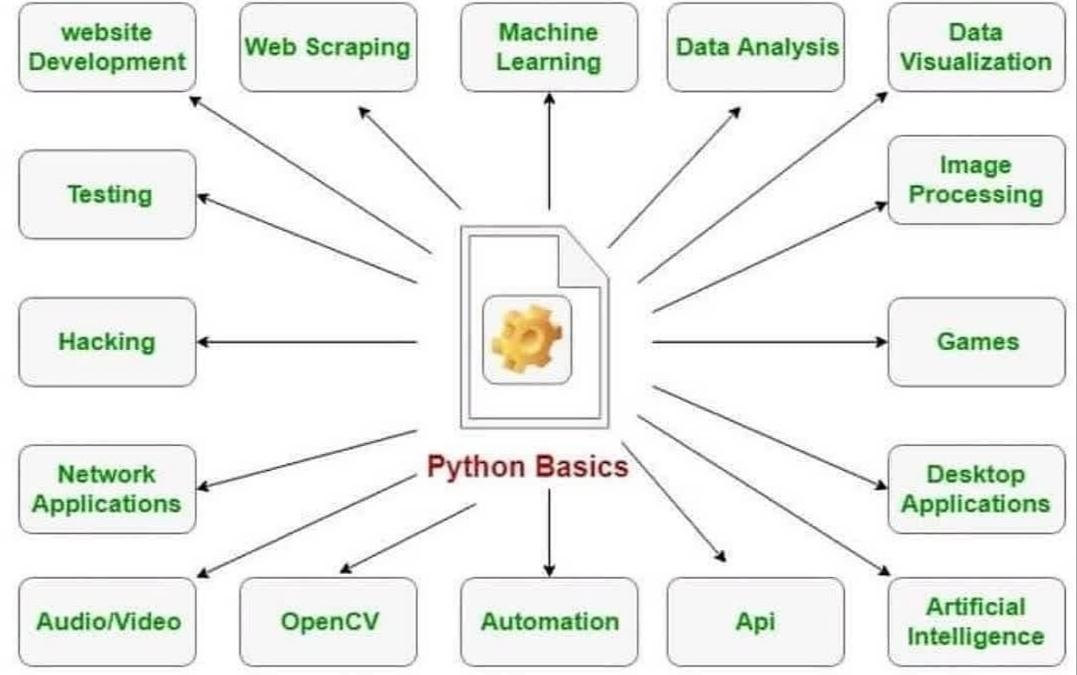 website
Development
Web Scraping
Machine
Learning
Data Analysis
Data
Visualization
Testing
Image
Processing
Hacking
Games
Network
Applications
Python Basics
Desktop
Applications
Audio/Video
OpenCV
Automation
Api
Artificial
Intelligence